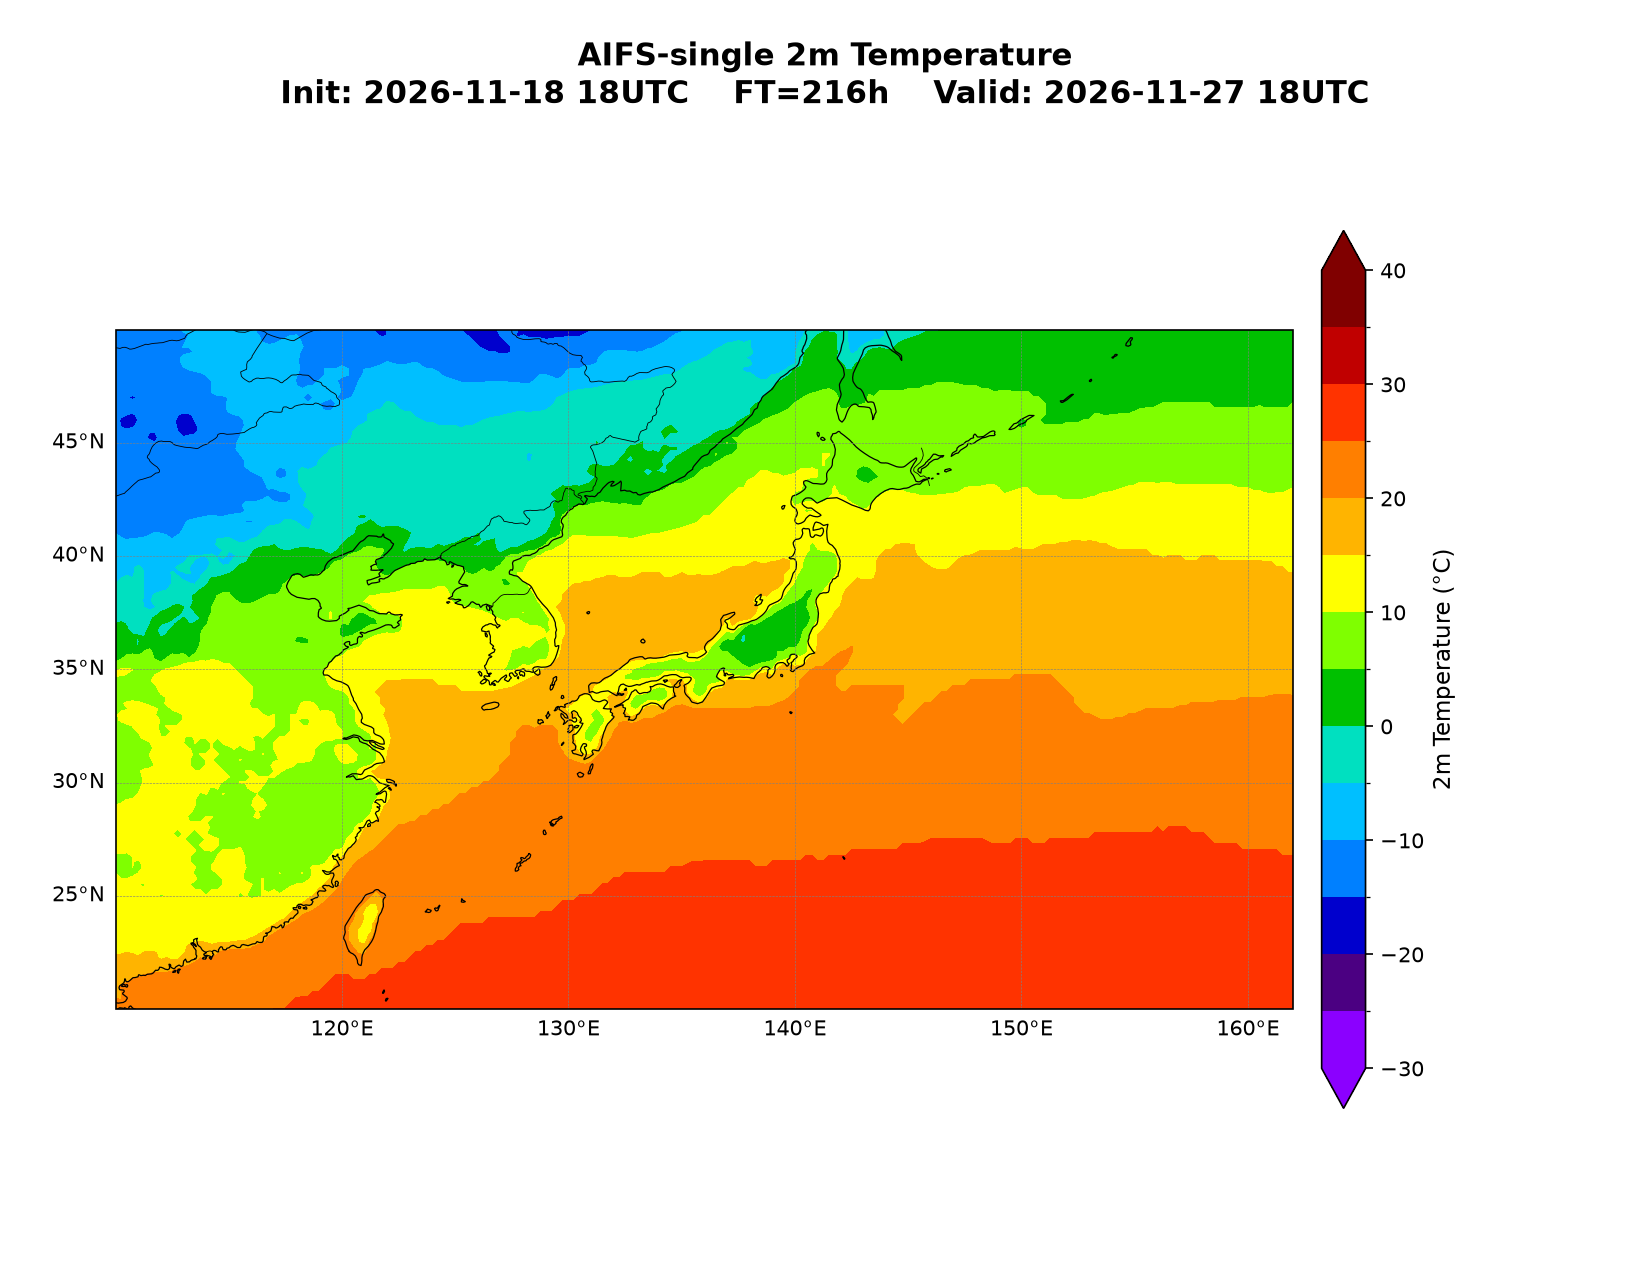 AIFS-single 2m Temperature
Init: 2026-11-18 18UTC    FT=216h    Valid: 2026-11-27 18UTC
45°N
40°N
35°N
30°N
25°N
120°E
130°E
140°E
150°E
160°E
40
30
20
10
0
−10
−20
−30
2m Temperature (°C)